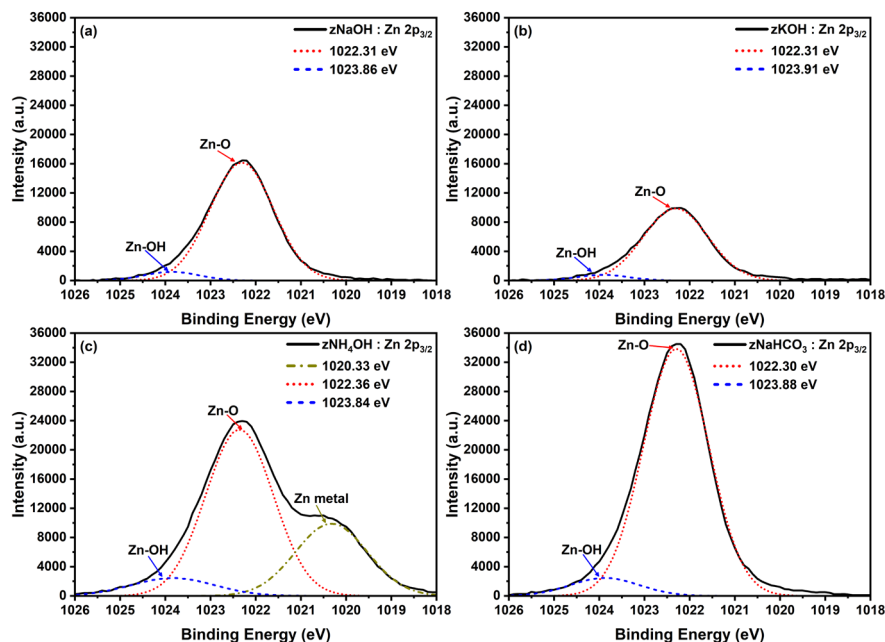 (a)
zNaOH : Zn 2p₃/₂
1022.31 eV
1023.86 eV
Zn-O
Zn-OH
36000
32000
28000
24000
20000
16000
12000
8000
4000
0
Intensity (a.u.)
1026 1025 1024 1023 1022 1021 1020 1019 1018
Binding Energy (eV)
(b)
zKOH : Zn 2p₃/₂
1022.31 eV
1023.91 eV
Zn-O
Zn-OH
36000
32000
28000
24000
20000
16000
12000
8000
4000
0
Intensity (a.u.)
1026 1025 1024 1023 1022 1021 1020 1019 1018
Binding Energy (eV)
(c)
zNH₄OH : Zn 2p₃/₂
1020.33 eV
1022.36 eV
1023.84 eV
Zn-O
Zn metal
Zn-OH
36000
32000
28000
24000
20000
16000
12000
8000
4000
0
Intensity (a.u.)
1026 1025 1024 1023 1022 1021 1020 1019 1018
Binding Energy (eV)
(d)
zNaHCO₃ : Zn 2p₃/₂
1022.30 eV
1023.88 eV
Zn-O
Zn-OH
36000
32000
28000
24000
20000
16000
12000
8000
4000
0
Intensity (a.u.)
1026 1025 1024 1023 1022 1021 1020 1019 1018
Binding Energy (eV)